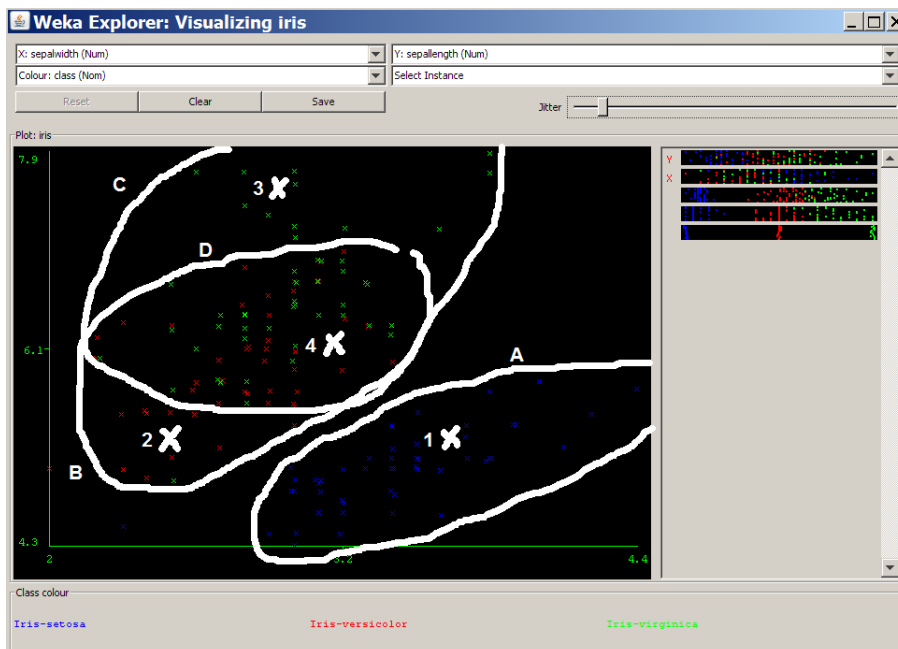 Weka Explorer: Visualizing iris
X: sepalwidth (Num)
Y: sepallength (Num)
Colour: class (Nom)
Select Instance
Reset
Clear
Save
Jitter
Plot: iris
7.9
C
3
D
6.1
4
A
2
1
B
4.3
2
3.2
4.4
Y
X
Class colour
Iris-setosa
Iris-versicolor
Iris-virginica